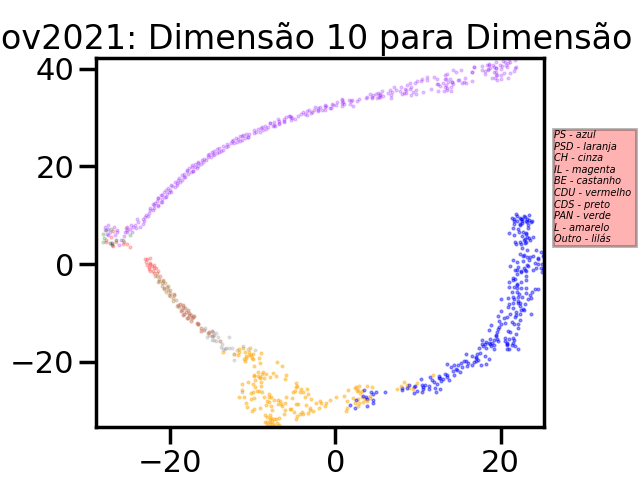 ov2021: Dimensão 10 para Dimensão
40
20
0
−20
−20
0
20
PS - azul
PSD - laranja
CH - cinza
IL - magenta
BE - castanho
CDU - vermelho
CDS - preto
PAN - verde
L - amarelo
Outro - lilás